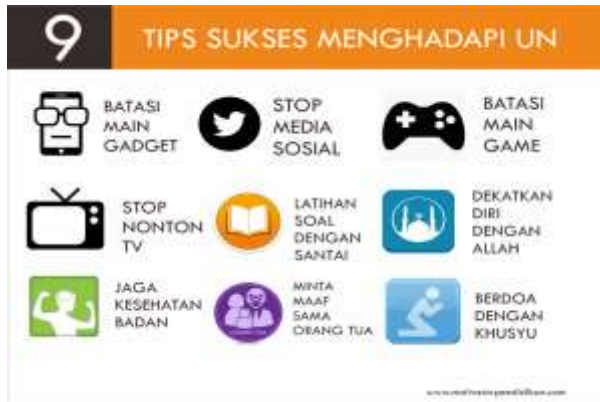 9 TIPS SUKSES MENGHADAPI UN
BATASI
MAIN
GADGET
STOP
MEDIA
SOSIAL
BATASI
MAIN
GAME
STOP
NONTON
TV
LATIHAN
SOAL
DENGAN
SANTAI
DEKATKAN
DIRI
DENGAN
ALLAH
JAGA
KESEHATAN
BADAN
MINTA
MAAF
SAMA
ORANG TUA
BERDOA
DENGAN
KHUSYU